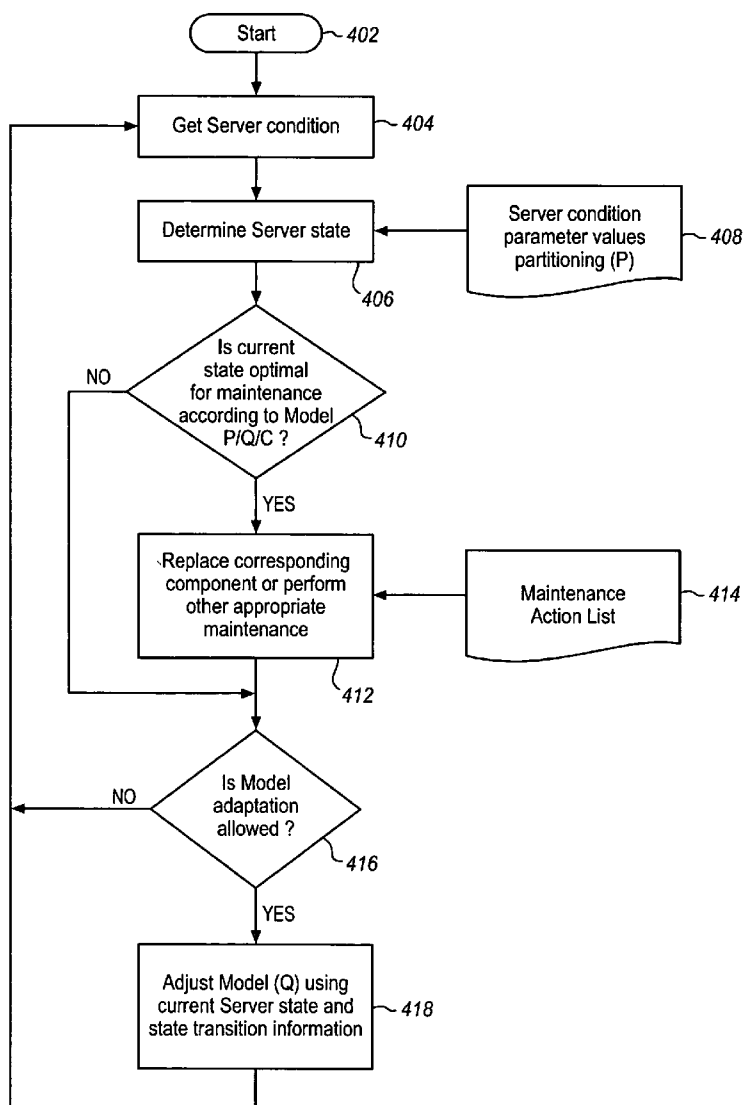 Start
402
Get Server condition
404
Determine Server state
406
Server condition
parameter values
partitioning (P)
408
Is current
state optimal
for maintenance
according to Model
P/Q/C ?
410
NO
YES
Replace corresponding
component or perform
other appropriate
maintenance
412
Maintenance
Action List
414
Is Model
adaptation
allowed ?
416
NO
YES
Adjust Model (Q) using
current Server state and
state transition information
418